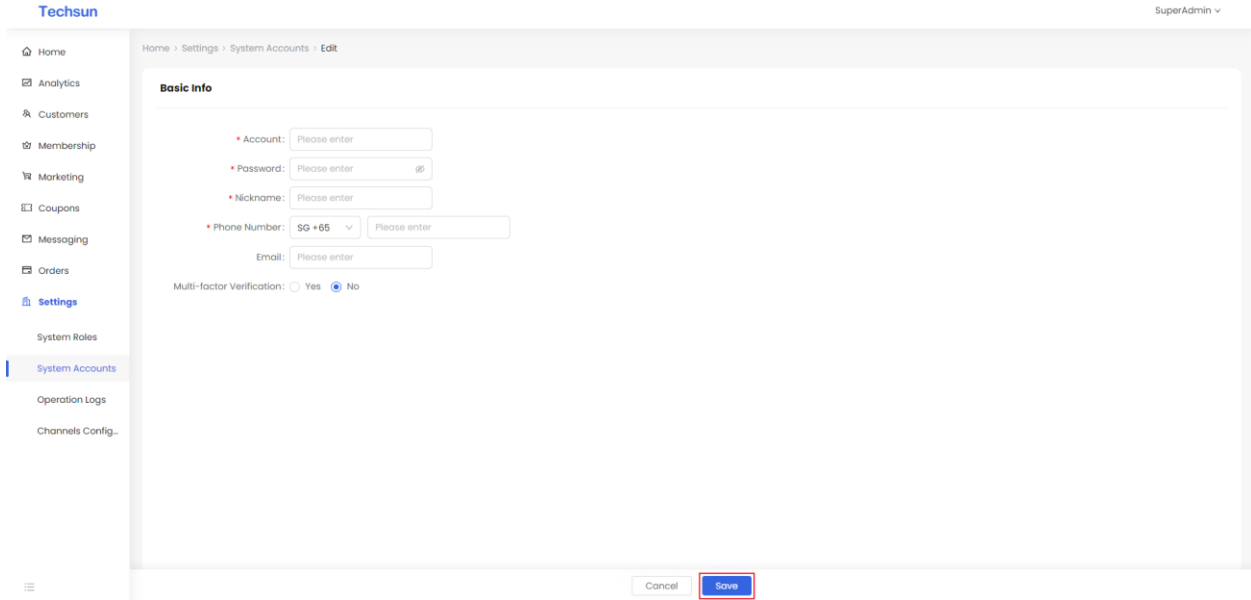 Techsun
SuperAdmin
Home
Analytics
Customers
Membership
Marketing
Coupons
Messaging
Orders
Settings
System Roles
System Accounts
Operation Logs
Channels Config...
Home > Settings > System Accounts > Edit
Basic Info
* Account: Please enter
* Password: Please enter
* Nickname: Please enter
* Phone Number: SG +65 Please enter
Email: Please enter
Multi-factor Verification: Yes No
Cancel Save